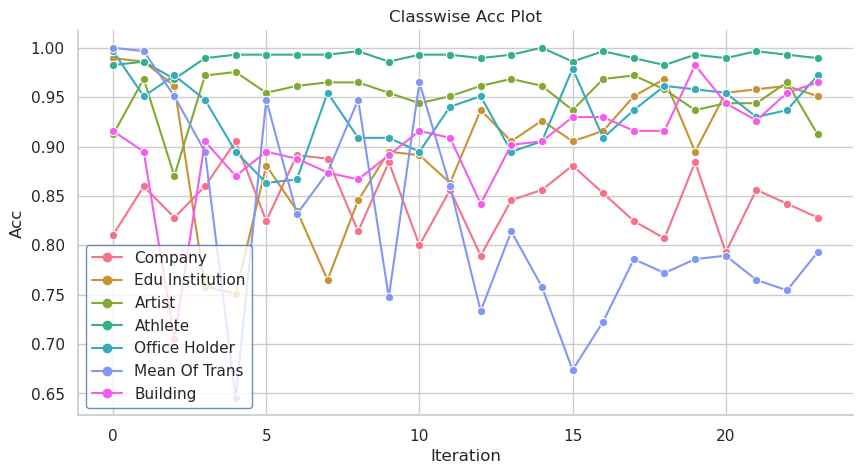 Classwise Acc Plot
1.00
0.95
0.90
0.85
0.80
0.75
0.70
0.65
Acc
Company
Edu Institution
Artist
Athlete
Office Holder
Mean Of Trans
Building
0 5 10 15 20
Iteration